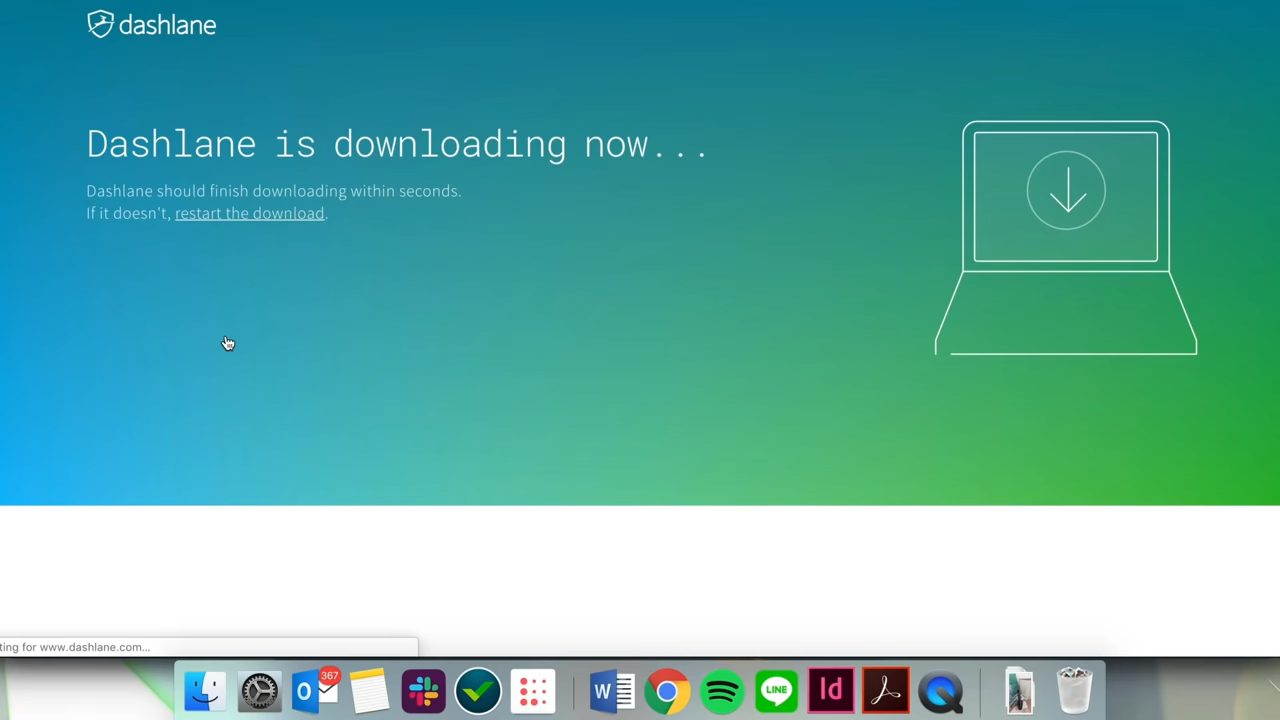 dashlane
Dashlane is downloading now...
Dashlane should finish downloading within seconds.
If it doesn't, restart the download.
ting for www.dashlane.com...
367
O
W
LINE
Id